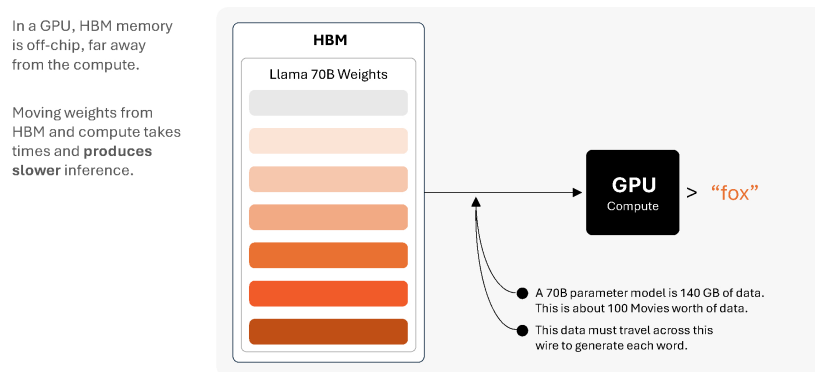 In a GPU, HBM memory
is off-chip, far away
from the compute.
Moving weights from
HBM and compute takes
times and produces
slower inference.
HBM
Llama 70B Weights
GPU
Compute
> “fox”
A 70B parameter model is 140 GB of data.
This is about 100 Movies worth of data.
This data must travel across this
wire to generate each word.